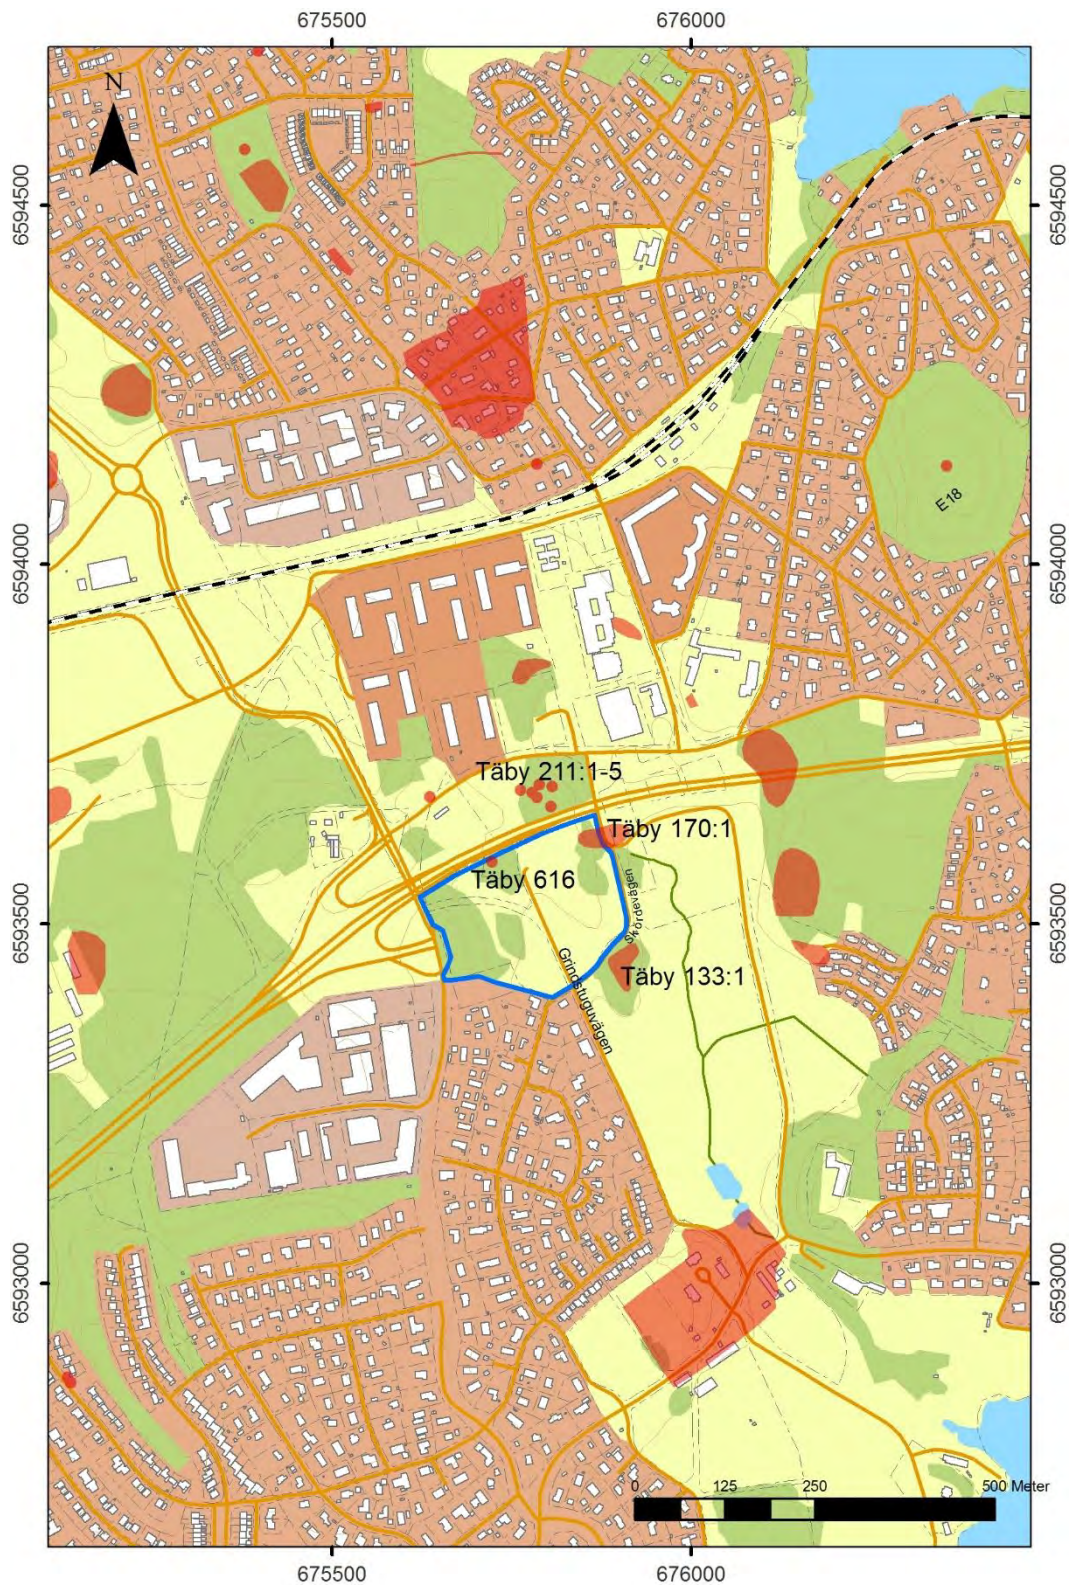 675500 676000
N
6594500 6594500
E18
6594000 6594000
Täby 211:1-5
Täby 170:1
Täby 616
Skördevägen
6593500 6593500
Täby 133:1
Grindstuguvägen
6593000 6593000
0 125 250 500 Meter
675500 676000